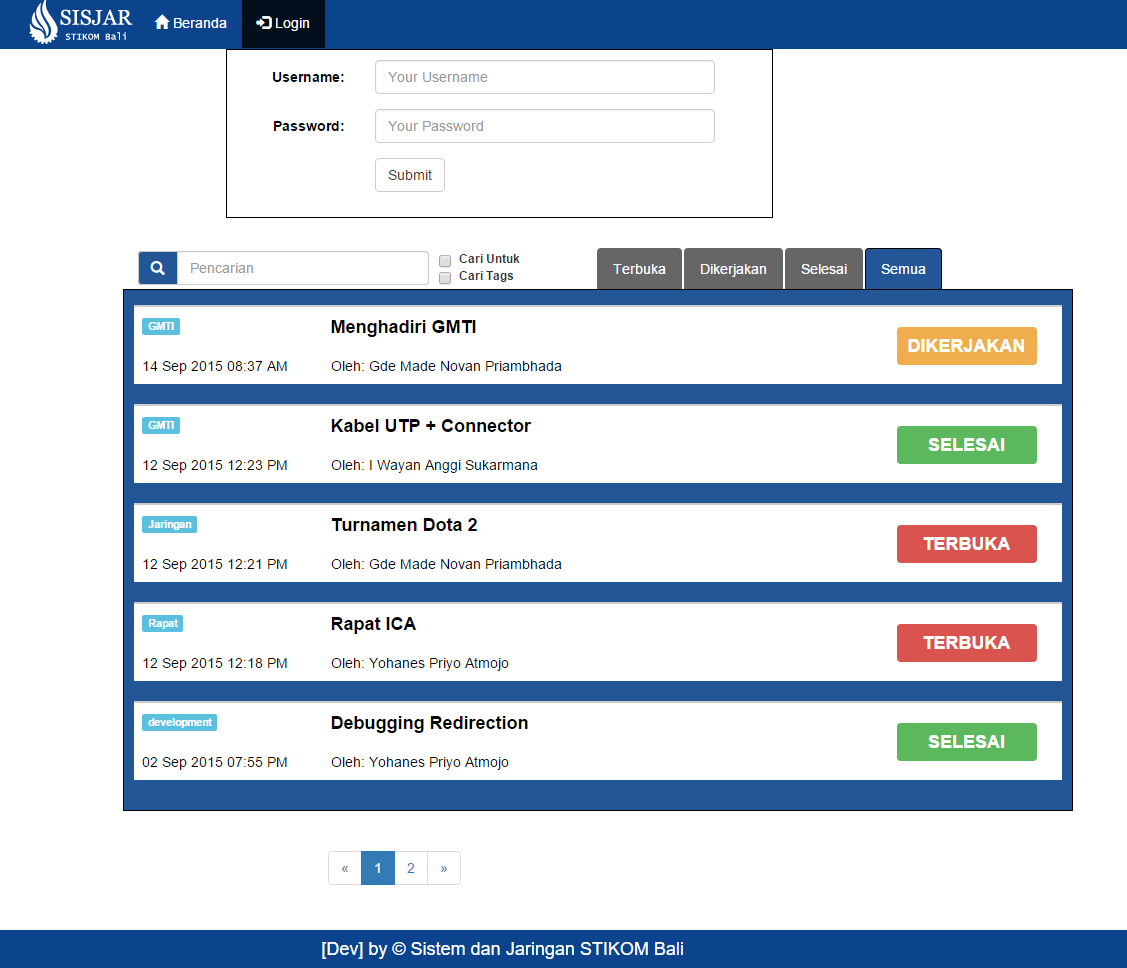 SISJAR
STIKOM Bali
Beranda
Login
Username:
Your Username
Password:
Your Password
Submit
Pencarian
Cari Untuk
Cari Tags
Terbuka
Dikerjakan
Selesai
Semua
GMTI
Menghadiri GMTI
DIKERJAKAN
14 Sep 2015 08:37 AM
Oleh: Gde Made Novan Priambhada
GMTI
Kabel UTP + Connector
SELESAI
12 Sep 2015 12:23 PM
Oleh: I Wayan Anggi Sukarmana
Jaringan
Turnamen Dota 2
TERBUKA
12 Sep 2015 12:21 PM
Oleh: Gde Made Novan Priambhada
Rapat
Rapat ICA
TERBUKA
12 Sep 2015 12:18 PM
Oleh: Yohanes Priyo Atmojo
development
Debugging Redirection
SELESAI
02 Sep 2015 07:55 PM
Oleh: Yohanes Priyo Atmojo
« 1 2 »
[Dev] by © Sistem dan Jaringan STIKOM Bali